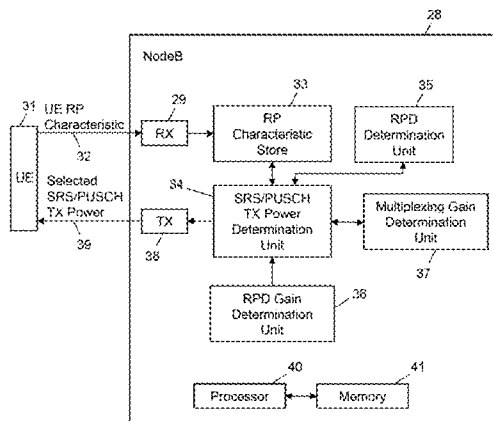 28
NodeB
31
UE RP
Characteristic
32
29
RX
33
RP
Characteristic
Store
35
RPD
Determination
Unit
UE
34
Selected
SRS/PUSCH
TX Power
39
TX
38
SRS/PUSCH
TX Power
Determination
Unit
Multiplexing Gain
Determination
Unit
37
RPD Gain
Determination
Unit
36
40
Processor
41
Memory